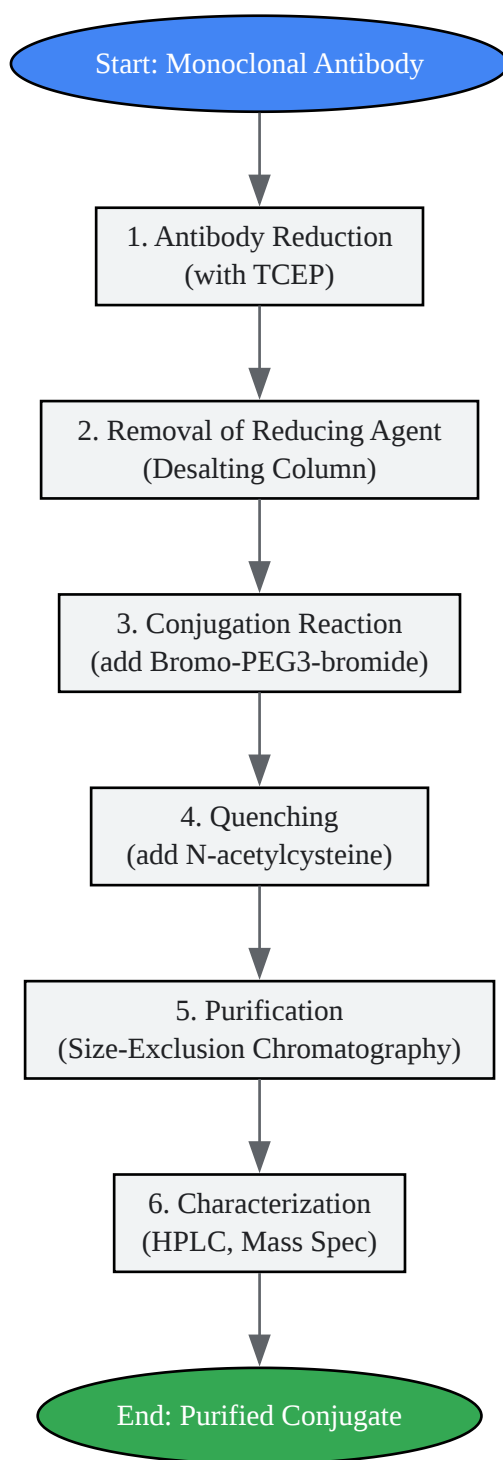 Start: Monoclonal Antibody
1. Antibody Reduction
(with TCEP)
2. Removal of Reducing Agent
(Desalting Column)
3. Conjugation Reaction
(add Bromo-PEG3-bromide)
4. Quenching
(add N-acetylcysteine)
5. Purification
(Size-Exclusion Chromatography)
6. Characterization
(HPLC, Mass Spec)
End: Purified Conjugate